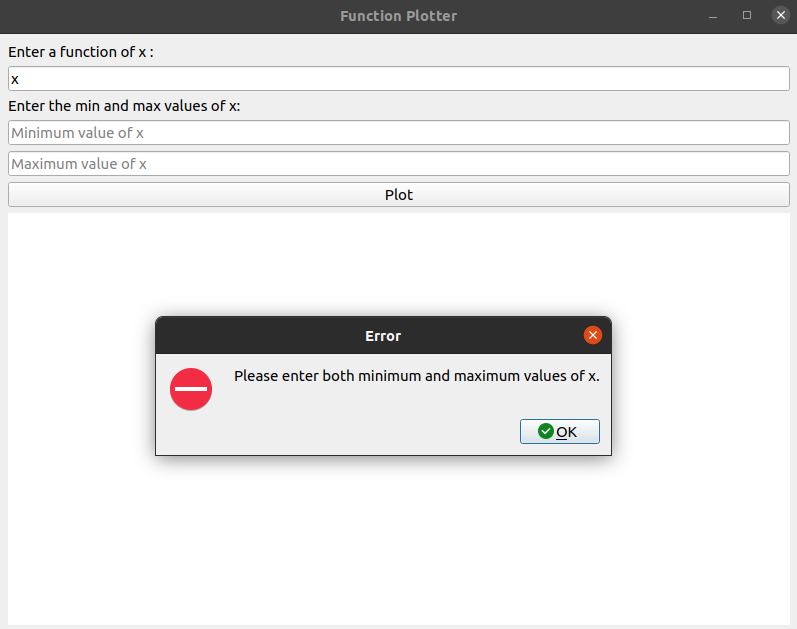 Function Plotter
Enter a function of x :
x
Enter the min and max values of x:
Minimum value of x
Maximum value of x
Plot
Error
Please enter both minimum and maximum values of x.
OK